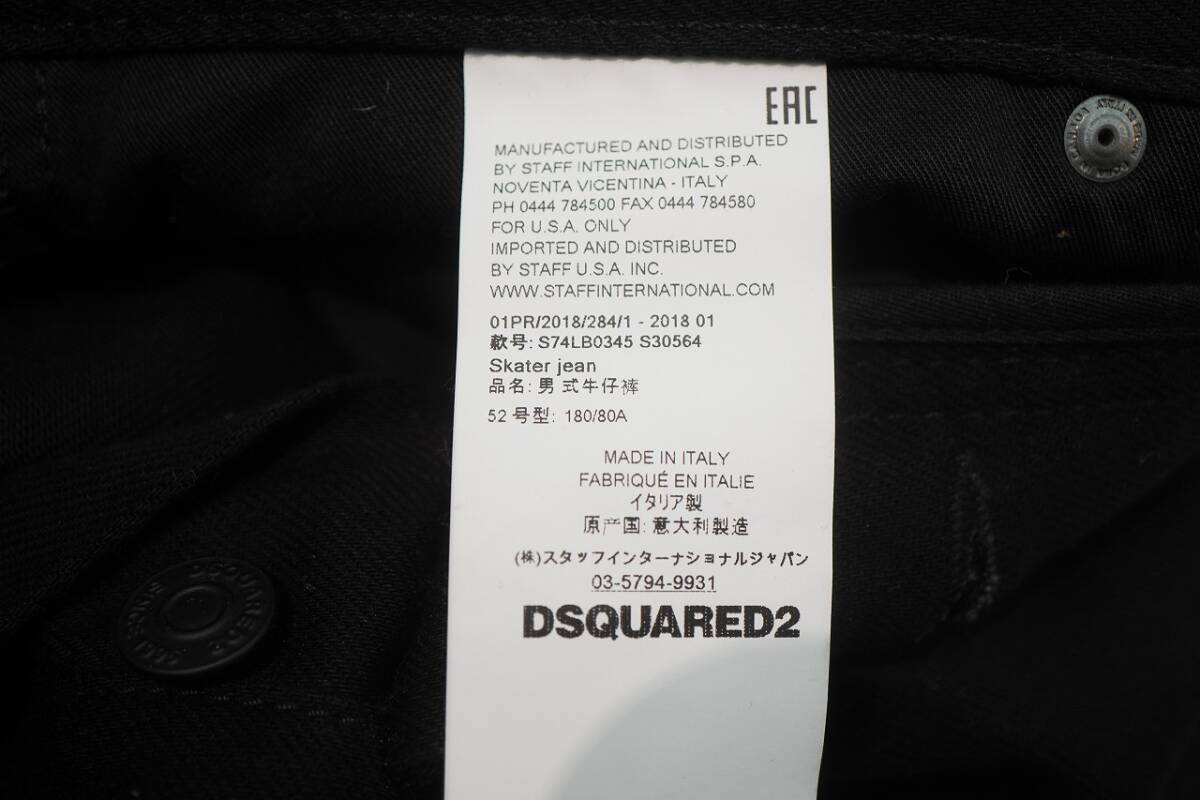 EAC
MANUFACTURED AND DISTRIBUTED
BY STAFF INTERNATIONAL S.P.A.
NOVENTA VICENTINA - ITALY
PH 0444 784500 FAX 0444 784580
FOR U.S.A. ONLY
IMPORTED AND DISTRIBUTED
BY STAFF U.S.A. INC.
WWW.STAFFINTERNATIONAL.COM
01PR/2018/284/1 - 2018 01
款号: S74LB0345 S30564
Skater jean
品名: 男 式牛仔裤
52 号型: 180/80A
MADE IN ITALY
FABRIQUÉ EN ITALIE
イタリア製
原产国: 意大利製造
(株)スタッフインターナショナルジャパン
03-5794-9931
DSQUARED2
DSQUARED2
SINCE 1994